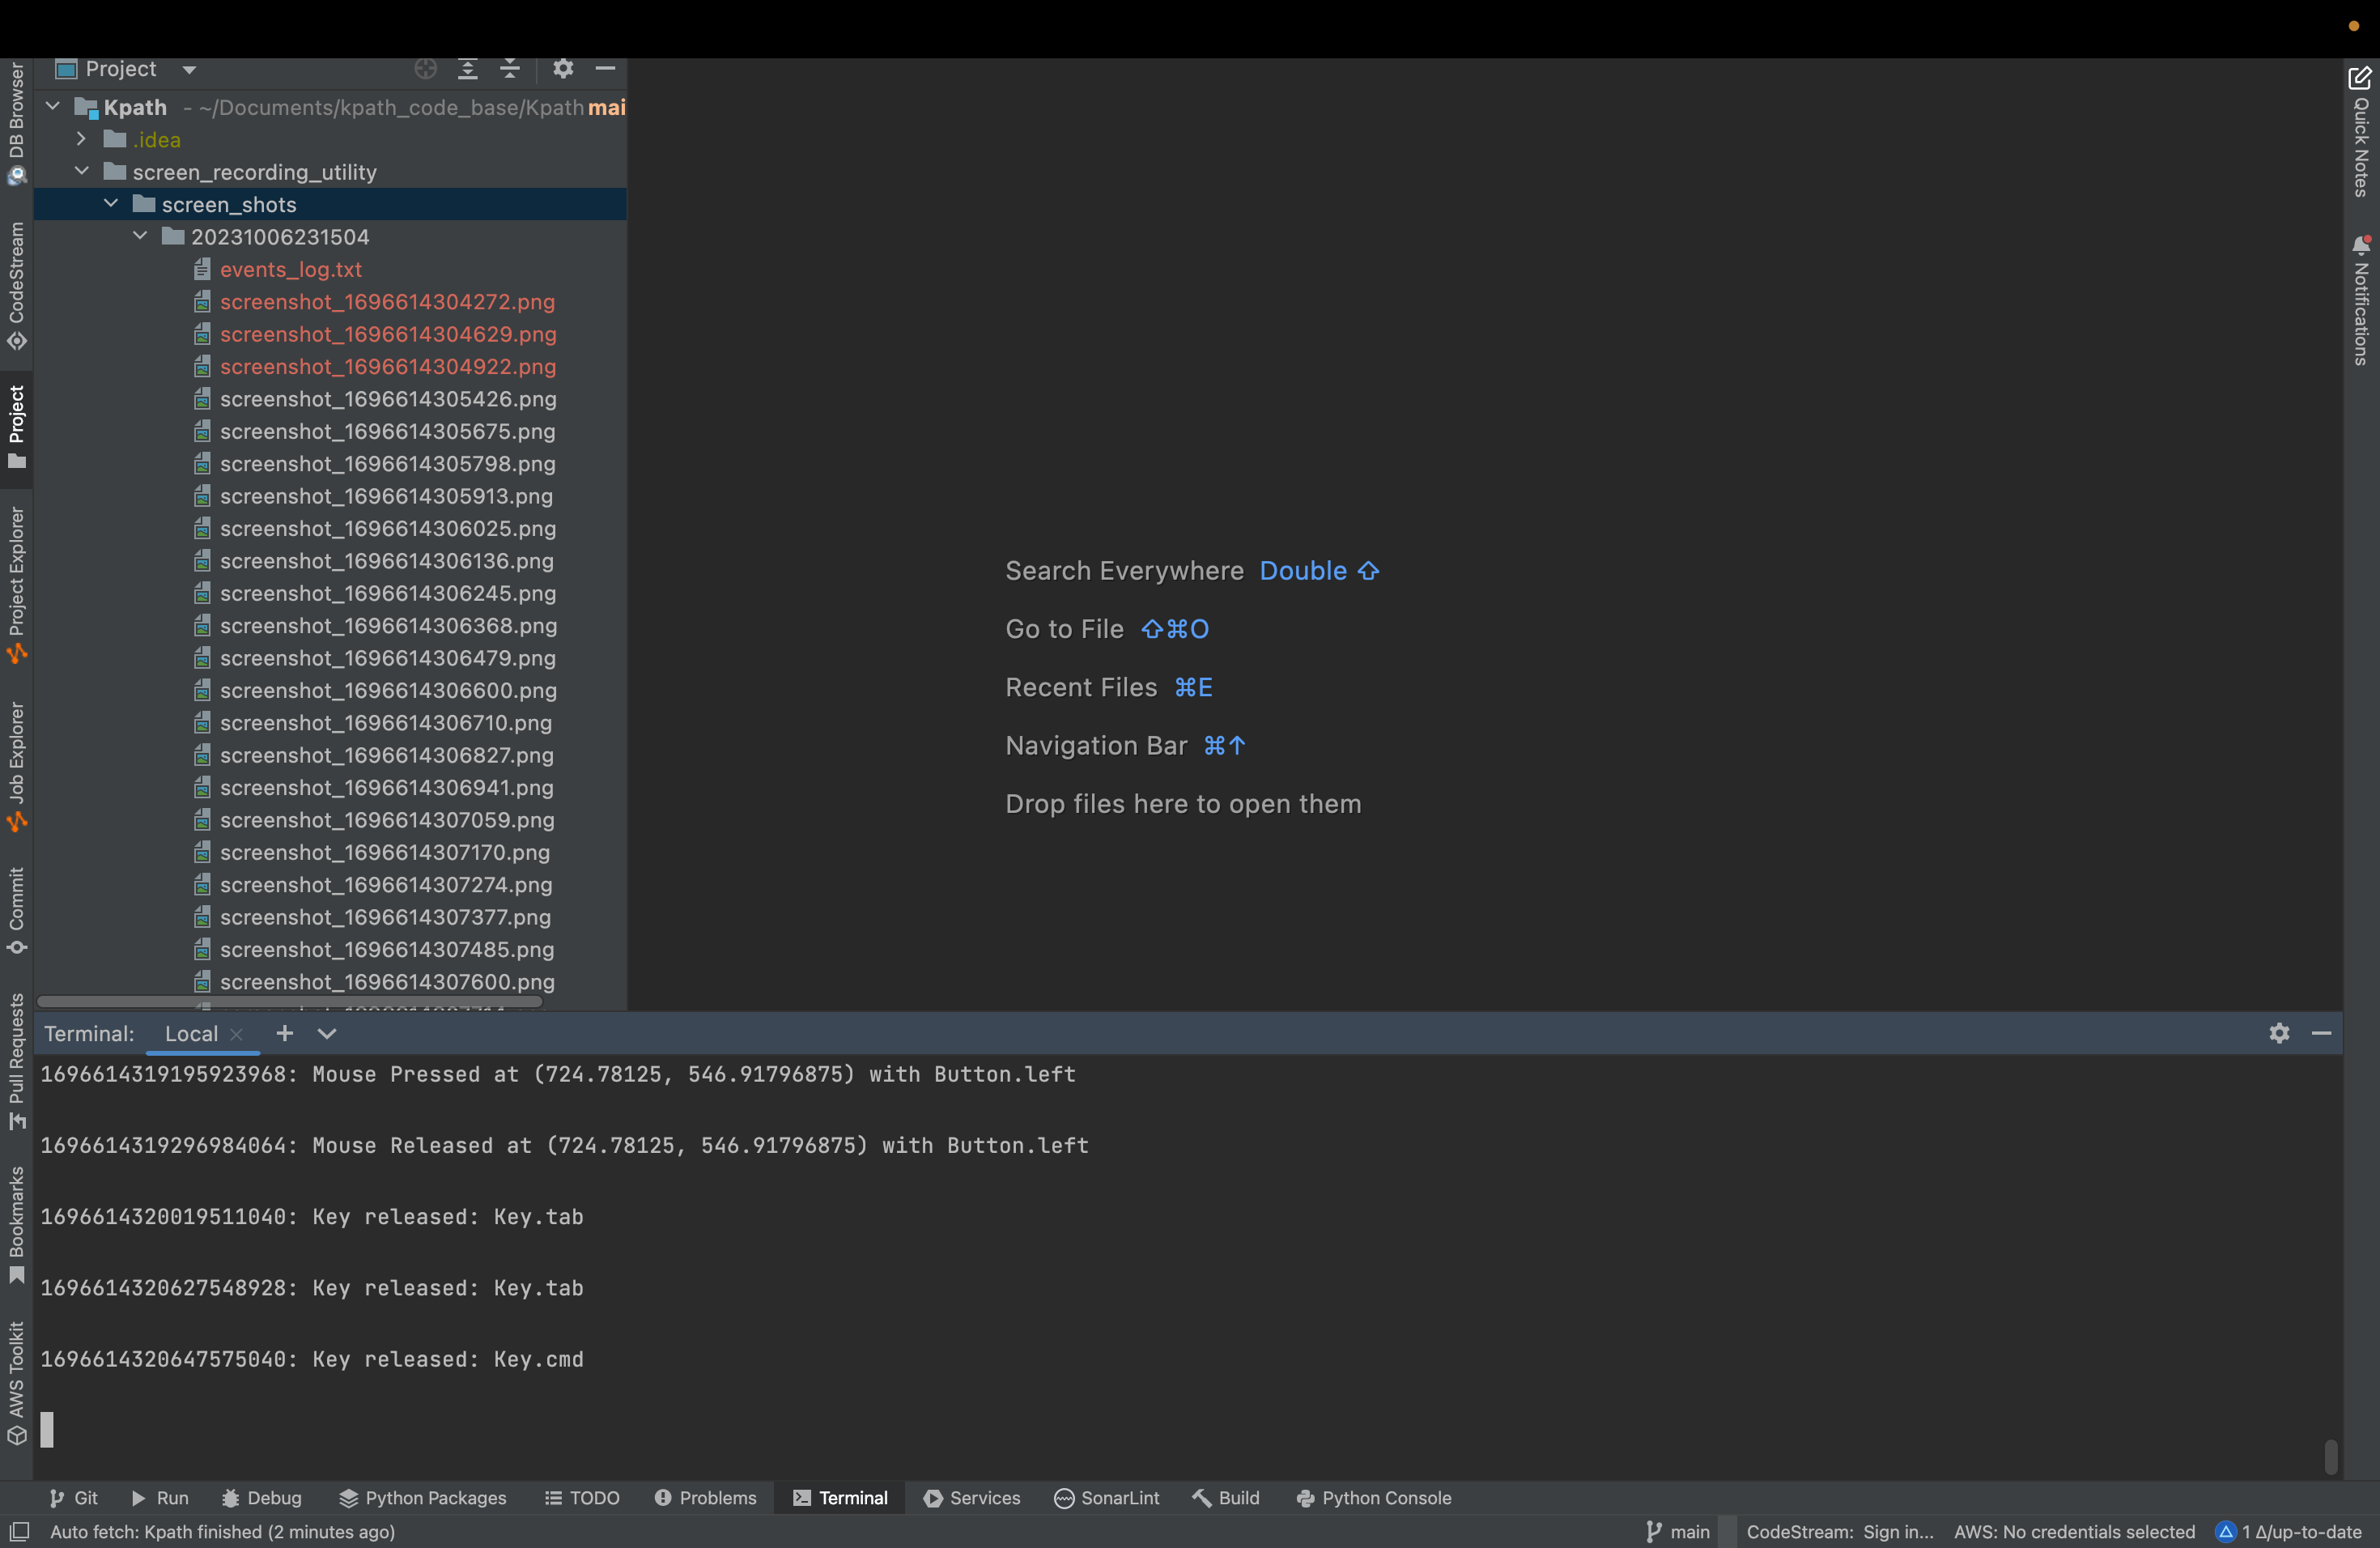 Project
Kpath - ~/Documents/kpath_code_base/Kpath mai
.idea
screen_recording_utility
screen_shots
20231006231504
events_log.txt
screenshot_1696614304272.png
screenshot_1696614304629.png
screenshot_1696614304922.png
screenshot_1696614305426.png
screenshot_1696614305675.png
screenshot_1696614305798.png
screenshot_1696614305913.png
screenshot_1696614306025.png
screenshot_1696614306136.png
screenshot_1696614306245.png
screenshot_1696614306368.png
screenshot_1696614306479.png
screenshot_1696614306600.png
screenshot_1696614306710.png
screenshot_1696614306827.png
screenshot_1696614306941.png
screenshot_1696614307059.png
screenshot_1696614307170.png
screenshot_1696614307274.png
screenshot_1696614307377.png
screenshot_1696614307485.png
screenshot_1696614307600.png
DB Browser
CodeStream
Project
Project Explorer
Job Explorer
Commit
Pull Requests
Bookmarks
AWS Toolkit
Search Everywhere Double ⇧
Go to File ⇧⌘O
Recent Files ⌘E
Navigation Bar ⌘↑
Drop files here to open them
Quick Notes
Notifications
Terminal: Local
1696614319195923968: Mouse Pressed at (724.78125, 546.91796875) with Button.left
1696614319296984064: Mouse Released at (724.78125, 546.91796875) with Button.left
1696614320019511040: Key released: Key.tab
1696614320627548928: Key released: Key.tab
1696614320647575040: Key released: Key.cmd
Git Run Debug Python Packages TODO Problems Terminal Services SonarLint Build Python Console
Auto fetch: Kpath finished (2 minutes ago) main CodeStream: Sign in... AWS: No credentials selected 1 Δ/up-to-date